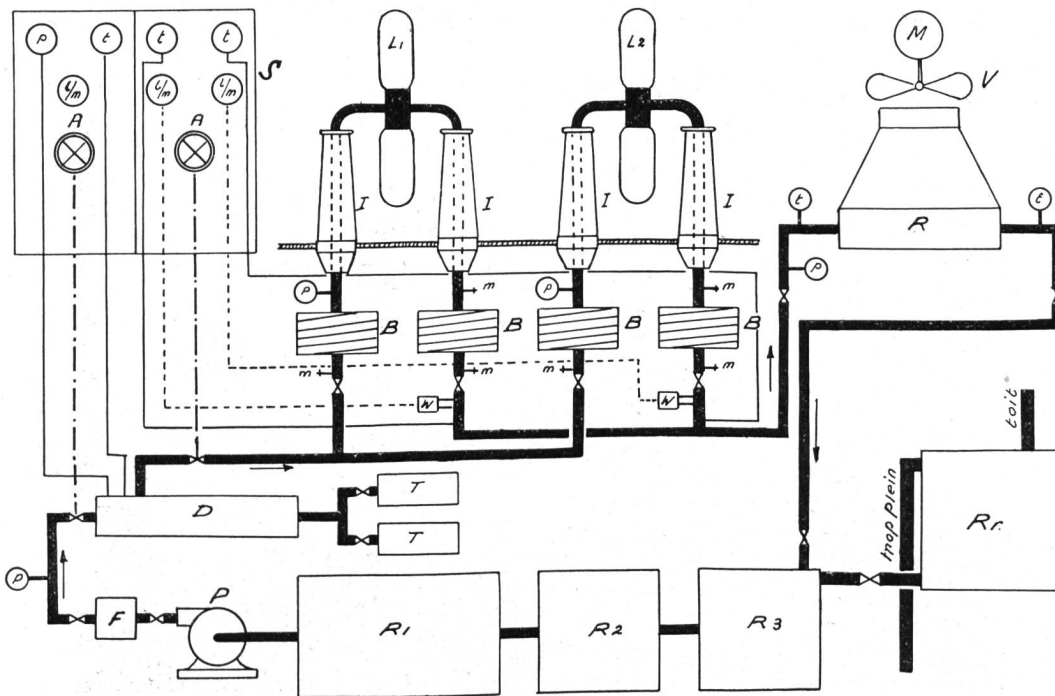 p t t t
L1 L2 M
V
S
l/m l/m l/m
A A
I I I I
t t
R
p
p m p m
B B B B
m m m m
W W
toit
trop plein
D T
T
Rr.
p
F P
R1 R2 R3